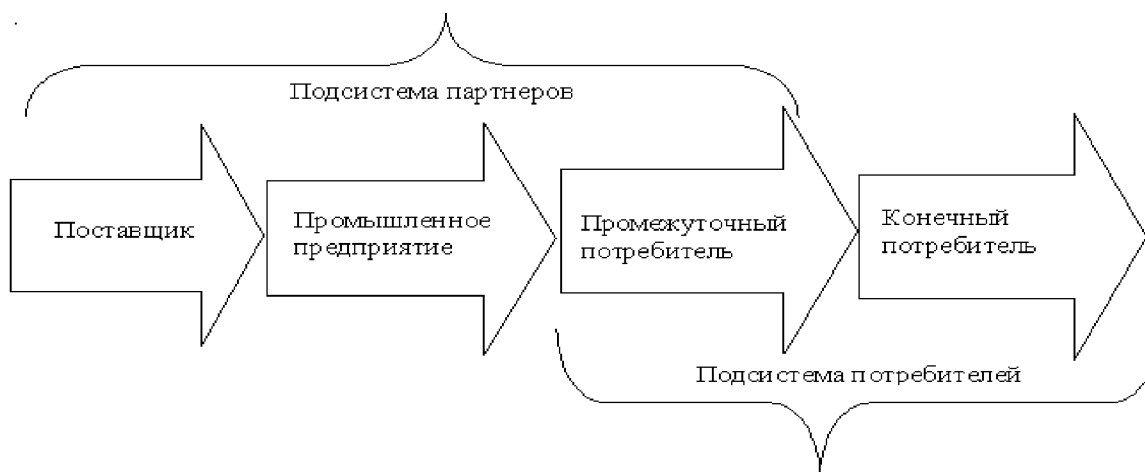 Подсистема партнеров
Поставщик
Промышленное
предприятие
Промежуточный
потребитель
Конечный
потребитель
Подсистема потребителей